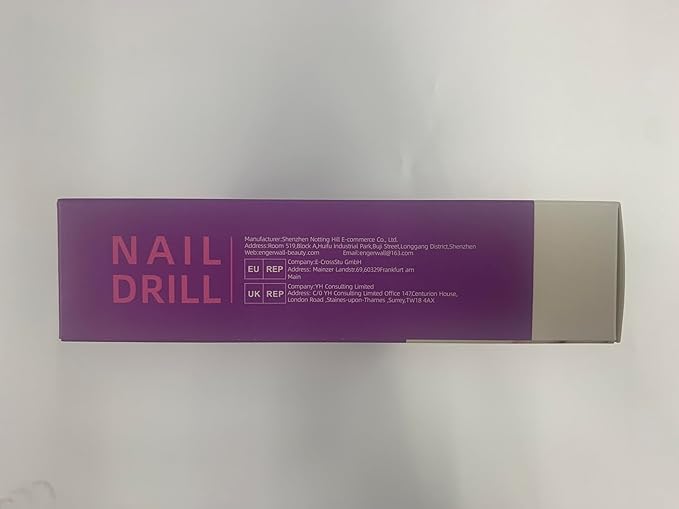 NAIL
DRILL
Manufacturer:Shenzhen Notting Hill E-commerce Co., Ltd.
Address:Room 519,Block A,Huifu Industrial Park,Buji Street,Longgang District,Shenzhen
Web:engerwall-beauty.com Email:engerwall@163.com
EU REP
Company:E-CrossStu GmbH
Address: Mainzer Landstr.69,60329Frankfurt am
Main
UK REP
Company:YH Consulting Limited
Address: C/0 YH Consulting Limited Office 147,Centurion House,
London Road ,Staines-upon-Thames ,Surrey,TW18 4AX